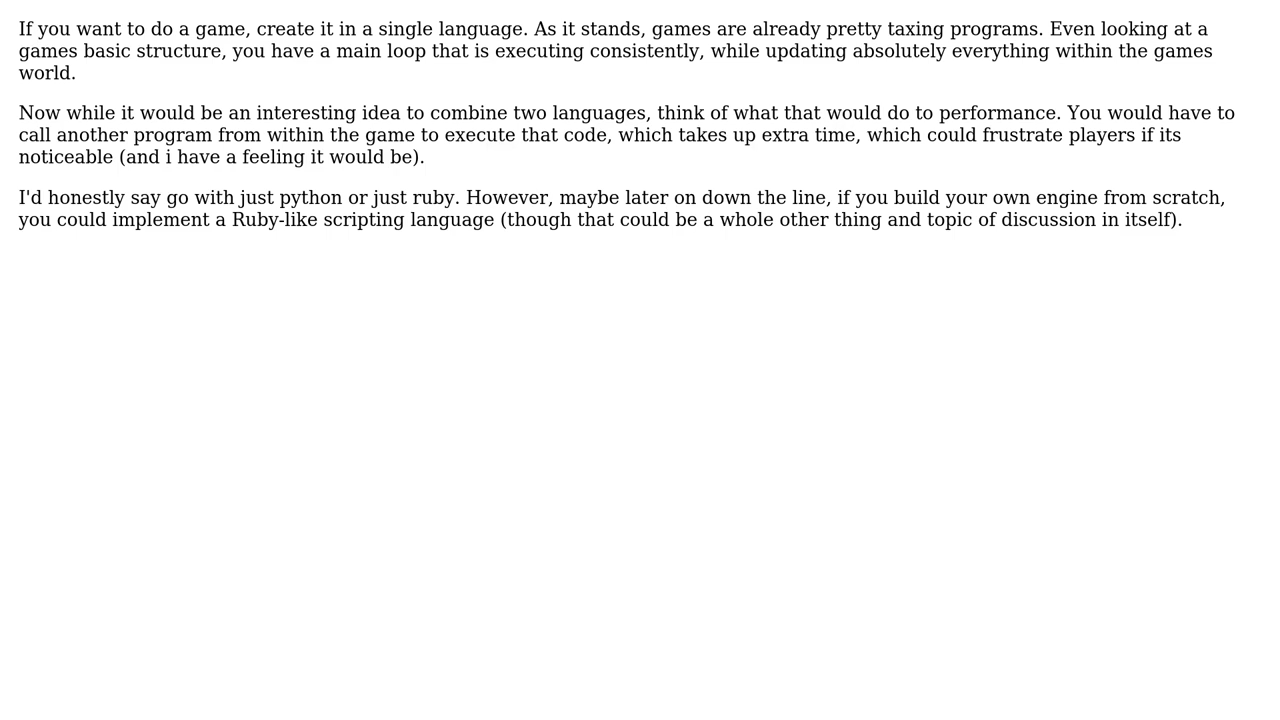 If you want to do a game, create it in a single language. As it stands, games are already pretty taxing programs. Even looking at a
games basic structure, you have a main loop that is executing consistently, while updating absolutely everything within the games
world.
Now while it would be an interesting idea to combine two languages, think of what that would do to performance. You would have to
call another program from within the game to execute that code, which takes up extra time, which could frustrate players if its
noticeable (and i have a feeling it would be).
I'd honestly say go with just python or just ruby. However, maybe later on down the line, if you build your own engine from scratch,
you could implement a Ruby-like scripting language (though that could be a whole other thing and topic of discussion in itself).